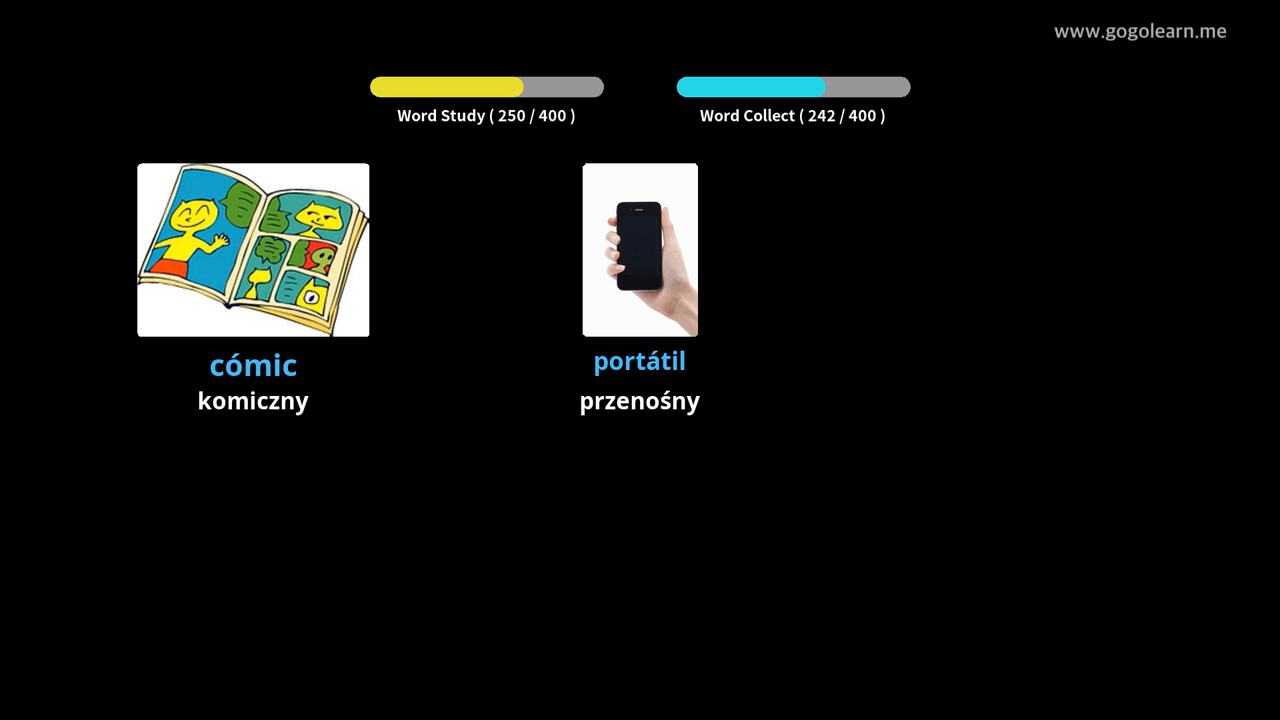 www.gogolearn.me
Word Study ( 250 / 400 )
Word Collect ( 242 / 400 )
cómic
komiczny
portátil
przenośny